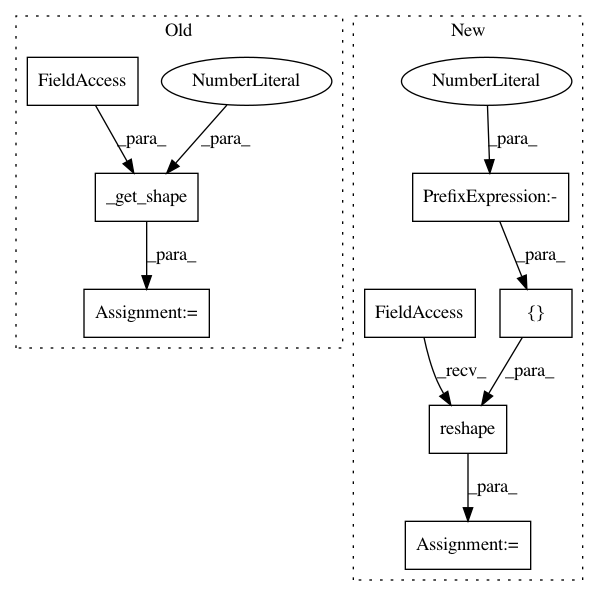 Old
New
FieldAccess
NumberLiteral
NumberLiteral
_para_
_para_
_para_
_get_shape
PrefixExpression:-
_para_
_para_
Assignment:=
FieldAccess
{}
_recv_
_para_
reshape
_para_
Assignment:=